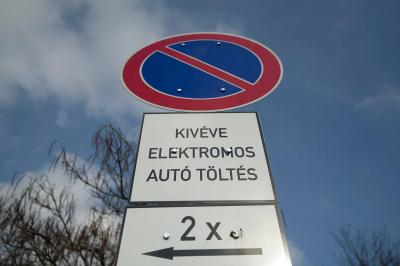 KIVÉVE
ELEKTROMOS
AUTÓ TÖLTÉS
2 x